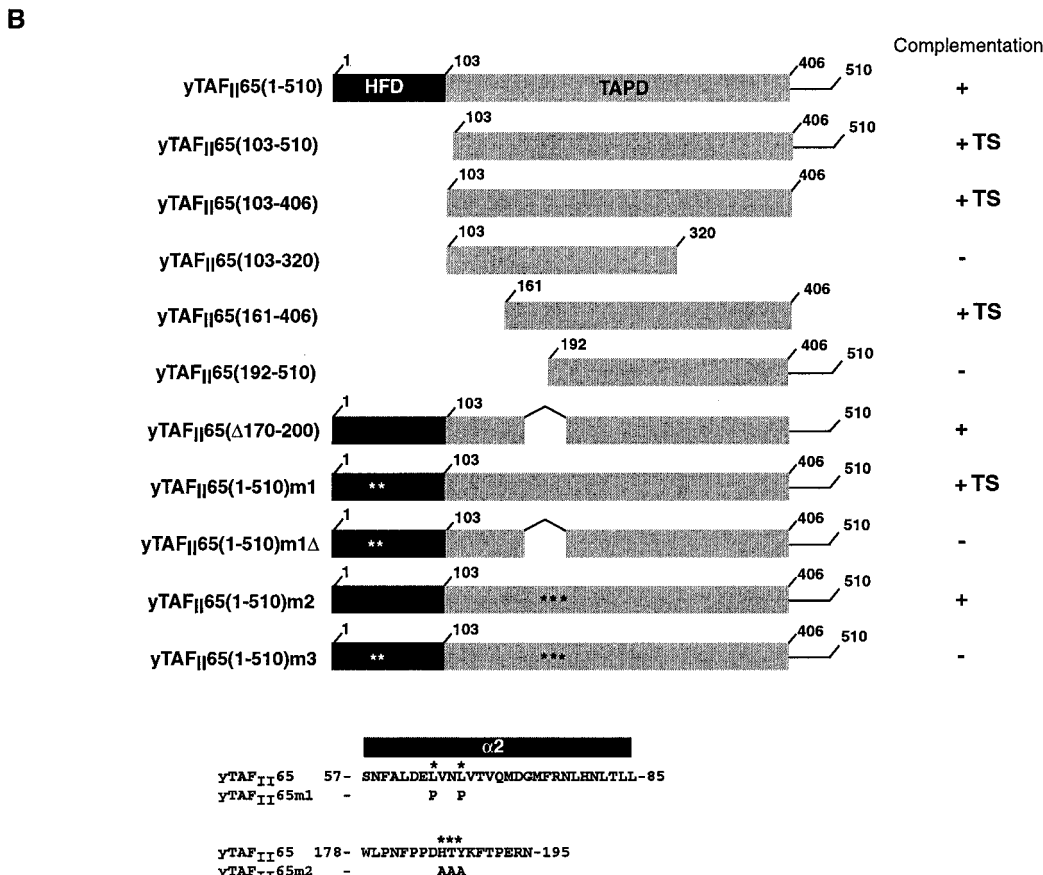 B
Complementation
1 103 406 510
yTAFII65(1-510) HFD TAPD +
103 406 510
yTAFII65(103-510) + TS
103 406
yTAFII65(103-406) + TS
103 320
yTAFII65(103-320) -
161 406
yTAFII65(161-406) + TS
192 406 510
yTAFII65(192-510) -
1 103 510
yTAFII65(Δ170-200) +
1 103 406 510
yTAFII65(1-510)m1 ** + TS
1 103 406 510
yTAFII65(1-510)m1Δ ** -
1 103 406 510
yTAFII65(1-510)m2 *** +
1 103 406 510
yTAFII65(1-510)m3 ** *** -
α2
* *
yTAFII65 57- SNFALDELVNLVTVQMDGMFRNLHNLTLL-85
yTAFII65m1 - P P
***
yTAFII65 178- WLPNFPPDHTYKFTPERN-195
yTAFII65m2 - AAA